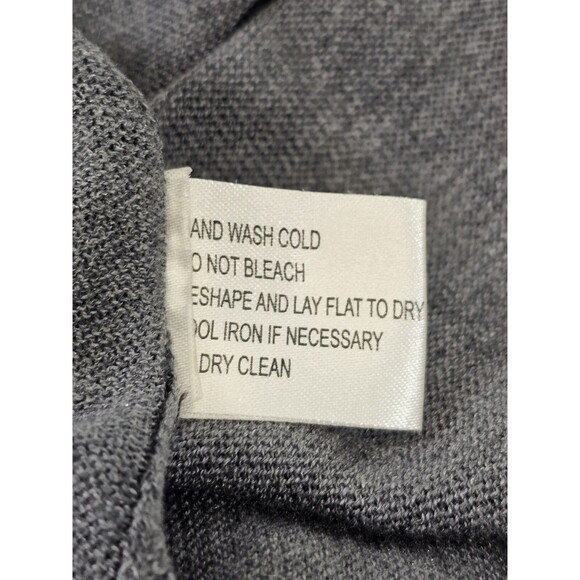 AND WASH COLD
O NOT BLEACH
ESHAPE AND LAY FLAT TO DRY
OOL IRON IF NECESSARY
DRY CLEAN